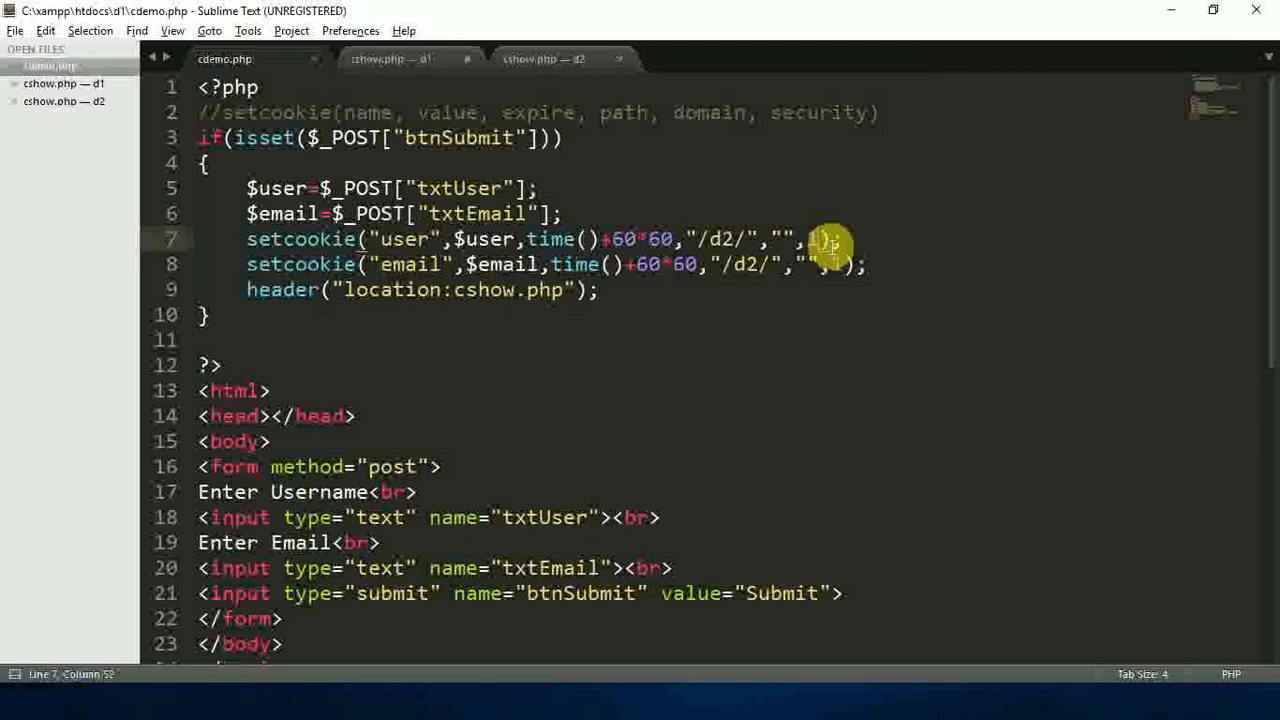 C:\xampp\htdocs\d1\cdemo.php - Sublime Text (UNREGISTERED)
File Edit Selection Find View Goto Tools Project Preferences Help
OPEN FILES
cdemo.php
cshow.php — d1
cshow.php — d2
cdemo.php cshow.php — d1 cshow.php — d2
1 <?php
2 //setcookie(name, value, expire, path, domain, security)
3 if(isset($_POST["btnSubmit"]))
4 {
5 $user=$_POST["txtUser"];
6 $email=$_POST["txtEmail"];
7 setcookie("user",$user,time()+60*60,"/d2/","",1);
8 setcookie("email",$email,time()+60*60,"/d2/","",1);
9 header("location:cshow.php");
10 }
11
12 ?>
13 <html>
14 <head></head>
15 <body>
16 <form method="post">
17 Enter Username<br>
18 <input type="text" name="txtUser"><br>
19 Enter Email<br>
20 <input type="text" name="txtEmail"><br>
21 <input type="submit" name="btnSubmit" value="Submit">
22 </form>
23 </body>
Line 7, Column 52 Tab Size: 4 PHP